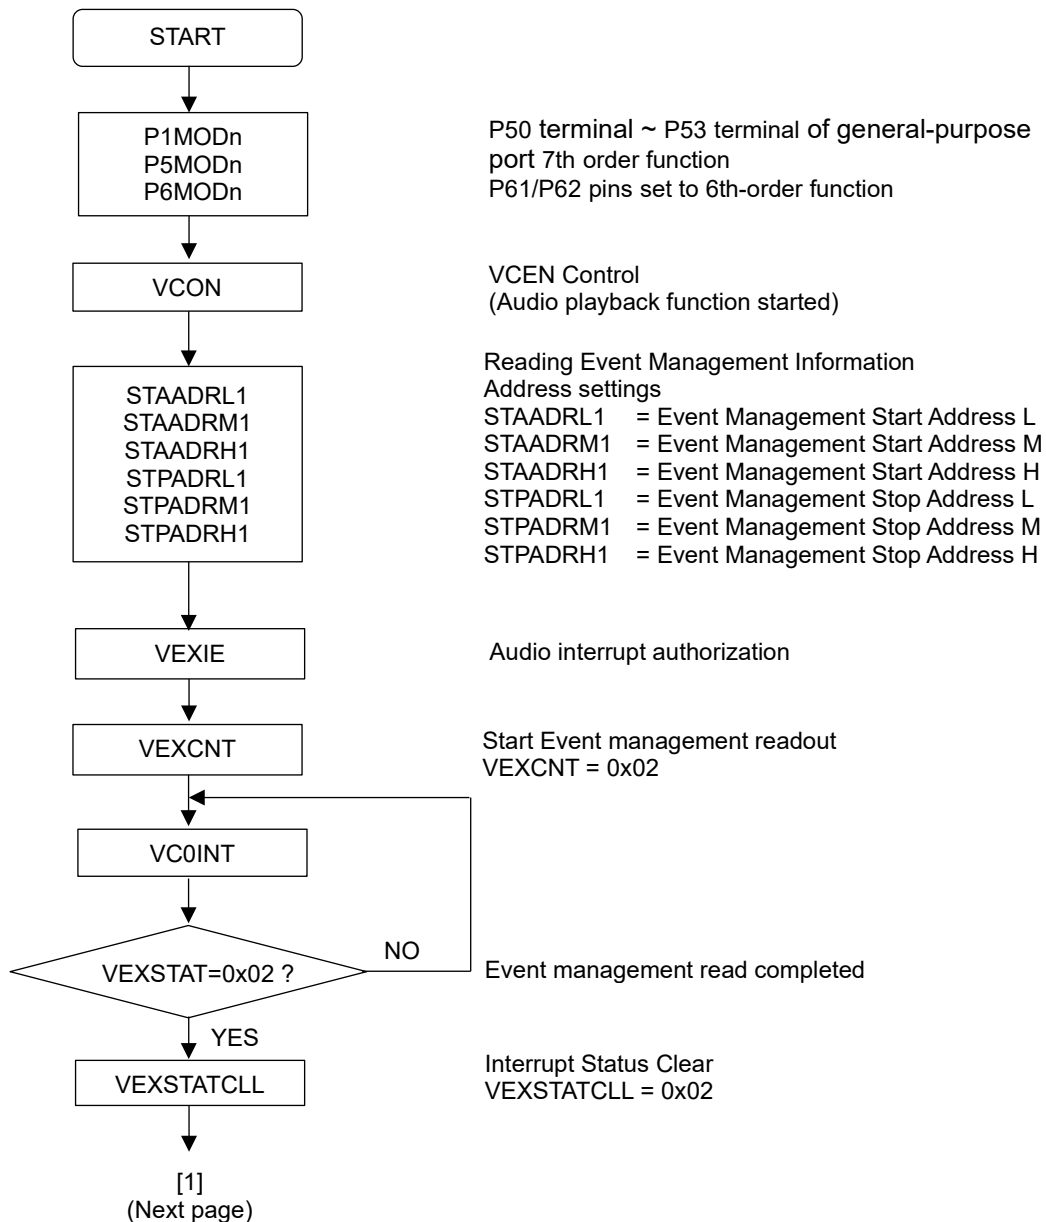 START
P1MODn
P5MODn
P6MODn
P50 terminal ~ P53 terminal of general-purpose
port 7th order function
P61/P62 pins set to 6th-order function
VCON
VCEN Control
(Audio playback function started)
STAADRL1
STAADRM1
STAADRH1
STPADRL1
STPADRM1
STPADRH1
Reading Event Management Information
Address settings
STAADRL1 = Event Management Start Address L
STAADRM1 = Event Management Start Address M
STAADRH1 = Event Management Start Address H
STPADRL1 = Event Management Stop Address L
STPADRM1 = Event Management Stop Address M
STPADRH1 = Event Management Stop Address H
VEXIE
Audio interrupt authorization
VEXCNT
Start Event management readout
VEXCNT = 0x02
VC0INT
VEXSTAT=0x02 ?
NO
Event management read completed
YES
VEXSTATCLL
Interrupt Status Clear
VEXSTATCLL = 0x02
[1]
(Next page)